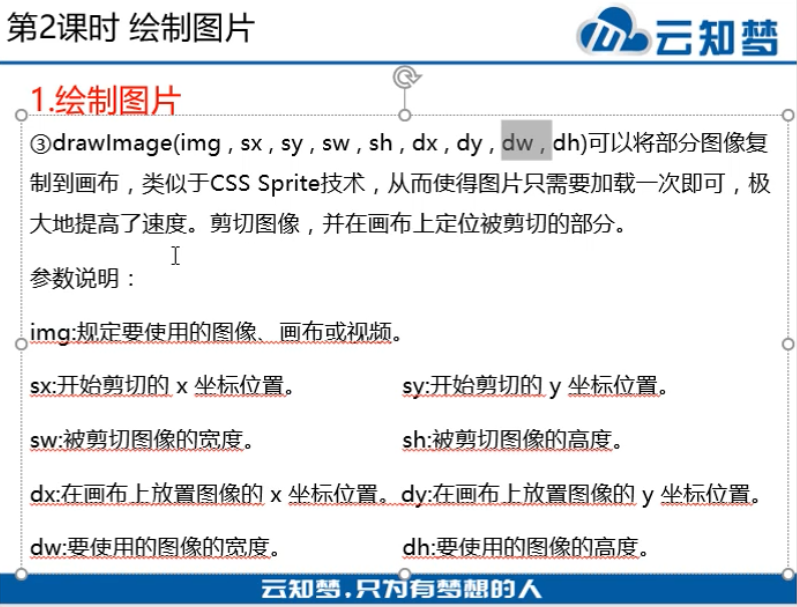 第2课时 绘制图片
云知梦
1.绘制图片
③drawImage(img , sx , sy , sw , sh , dx , dy , dw , dh)可以将部分图像复
制到画布，类似于CSS Sprite技术，从而使得图片只需要加载一次即可，极
大地提高了速度。剪切图像，并在画布上定位被剪切的部分。
参数说明：
img:规定要使用的图像、画布或视频。
sx:开始剪切的 x 坐标位置。 sy:开始剪切的 y 坐标位置。
sw:被剪切图像的宽度。 sh:被剪切图像的高度。
dx:在画布上放置图像的 x 坐标位置。dy:在画布上放置图像的 y 坐标位置。
dw:要使用的图像的宽度。 dh:要使用的图像的高度。
云知梦,只为有梦想的人